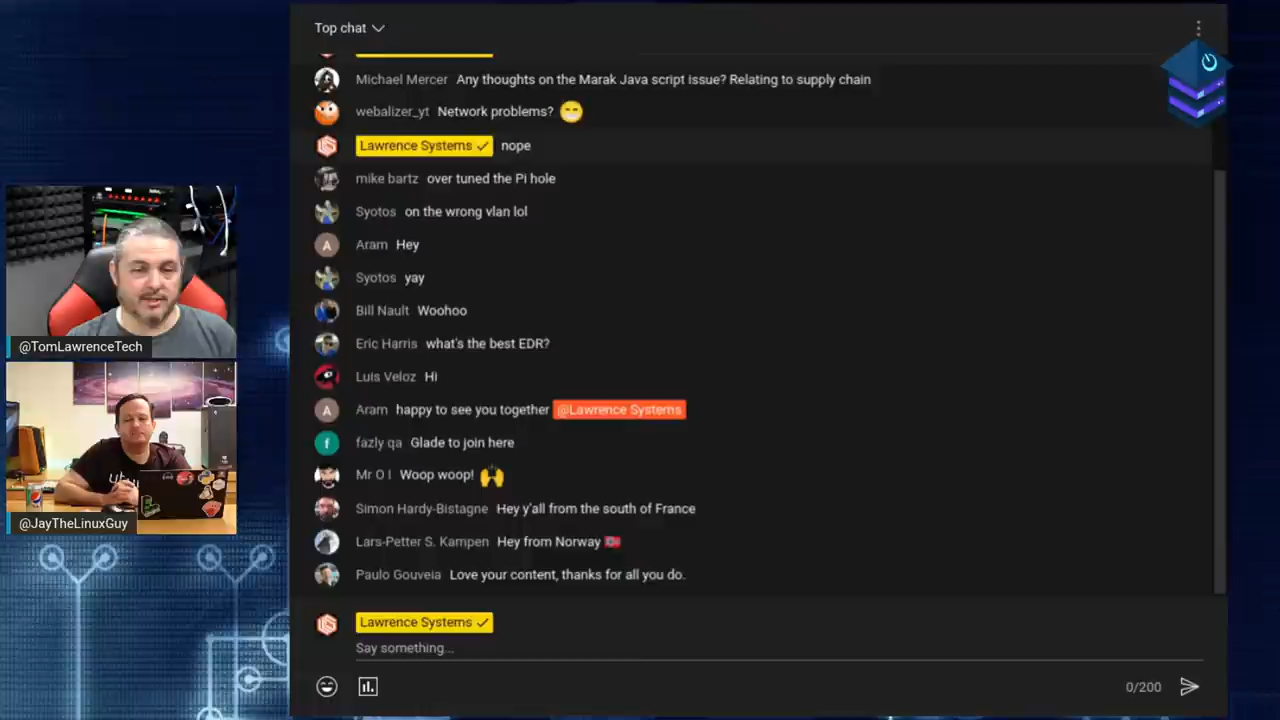 Top chat
Michael Mercer Any thoughts on the Marak Java script issue? Relating to supply chain
webalizer_yt Network problems? 😁
Lawrence Systems ✓ nope
mike bartz over tuned the Pi hole
Syotos on the wrong vlan lol
A Aram Hey
Syotos yay
Bill Nault Woohoo
Eric Harris what's the best EDR?
Luis Veloz Hi
A Aram happy to see you together @Lawrence Systems
f fazly qa Glade to join here
Mr O I Woop woop! 🙌
Simon Hardy-Bistagne Hey y'all from the south of France
Lars-Petter S. Kampen Hey from Norway 🇳🇴
Paulo Gouveia Love your content, thanks for all you do.
Lawrence Systems ✓
Say something...
0/200
@TomLawrenceTech
@JayTheLinuxGuy